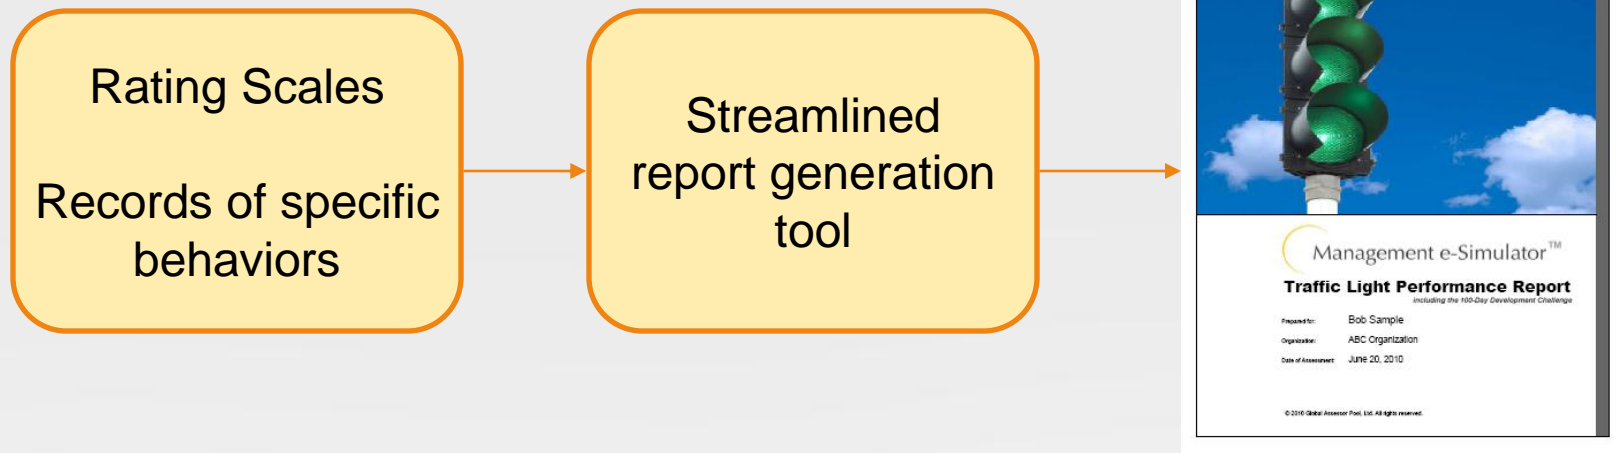 Rating Scales
Records of specific
behaviors
Streamlined
report generation
tool
Management e-Simulator™
Traffic Light Performance Report
including the 100-Day Development Challenge
Prepared for: Bob Sample
Organization: ABC Organization
Date of Assessment: June 20, 2010
© 2010 Global Assessor Pool, Ltd. All rights reserved.